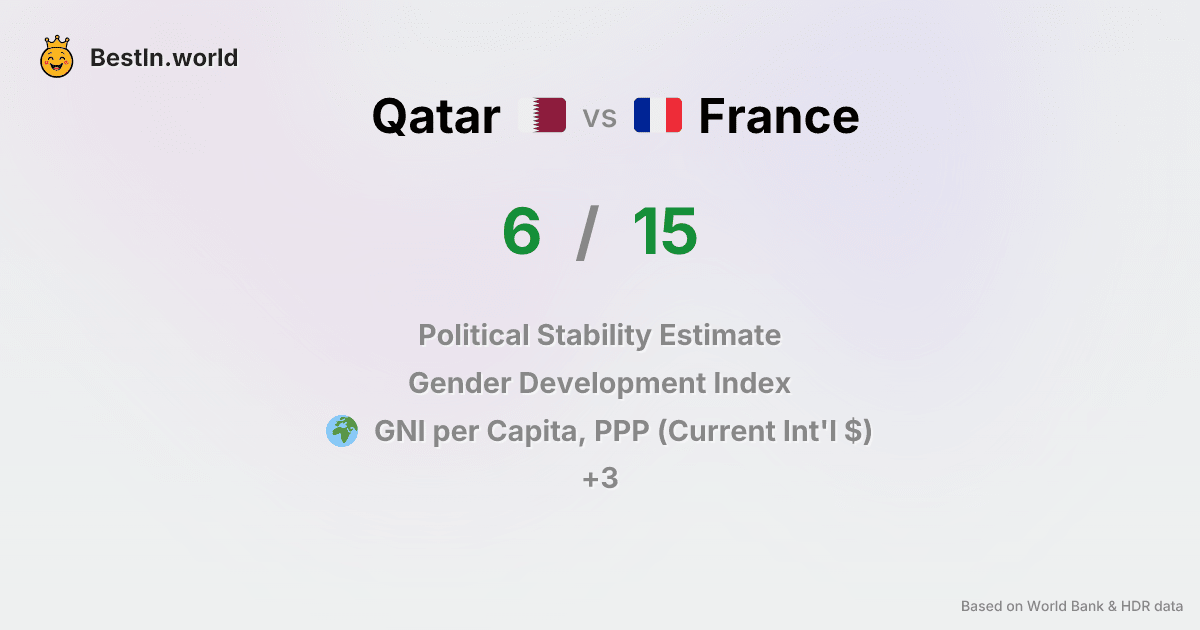 BestIn.world
Qatar vs France
6 / 15
Political Stability Estimate
Gender Development Index
GNI per Capita, PPP (Current Int'l $)
+3
Based on World Bank & HDR data